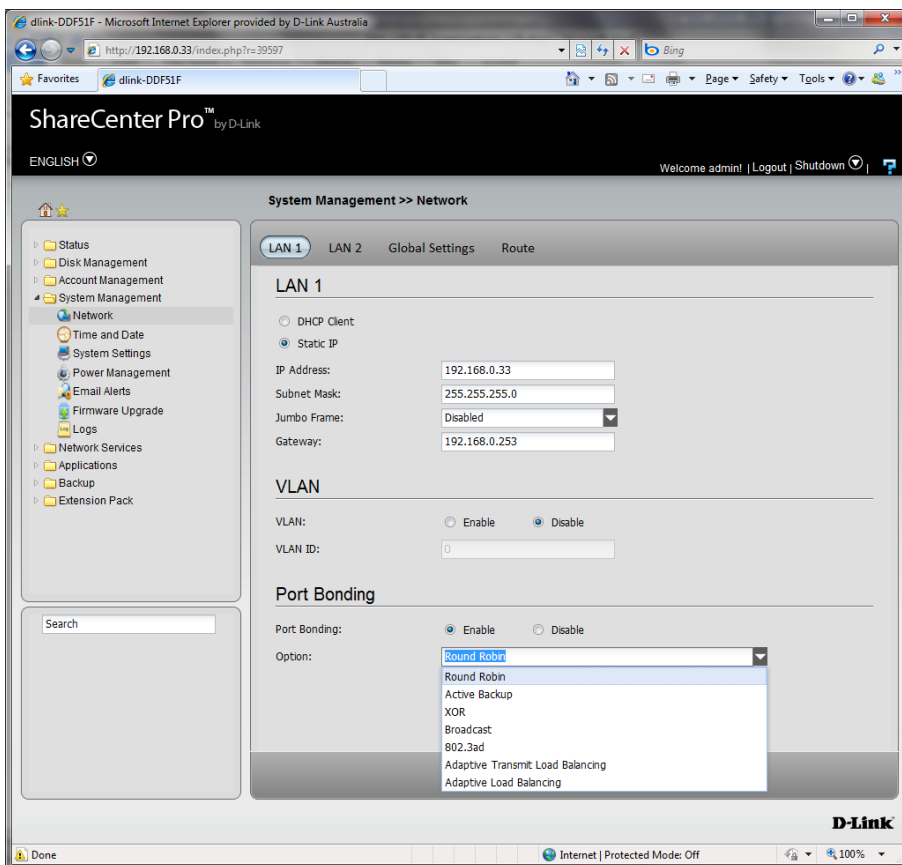 dlink-DDF51F - Microsoft Internet Explorer provided by D-Link Australia
http://192.168.0.33/index.php?r=39597
Bing
Favorites
dlink-DDF51F
Page Safety Tools
ShareCenter Pro™ by D-Link
ENGLISH
Welcome admin! | Logout | Shutdown |
System Management >> Network
Status
Disk Management
Account Management
System Management
Network
Time and Date
System Settings
Power Management
Email Alerts
Firmware Upgrade
Logs
Network Services
Applications
Backup
Extension Pack
Search
LAN 1 LAN 2 Global Settings Route
LAN 1
DHCP Client
Static IP
IP Address: 192.168.0.33
Subnet Mask: 255.255.255.0
Jumbo Frame: Disabled
Gateway: 192.168.0.253
VLAN
VLAN: Enable Disable
VLAN ID: 0
Port Bonding
Port Bonding: Enable Disable
Option: Round Robin
Round Robin
Active Backup
XOR
Broadcast
802.3ad
Adaptive Transmit Load Balancing
Adaptive Load Balancing
D-Link
Done
Internet | Protected Mode: Off
100%